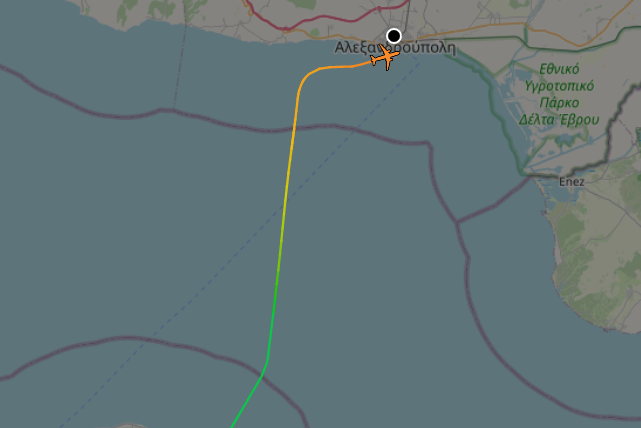 Αλεξανδρούπολη
Εθνικό
Υγροτοπικό
Πάρκο
Δέλτα Έβρου
Enez